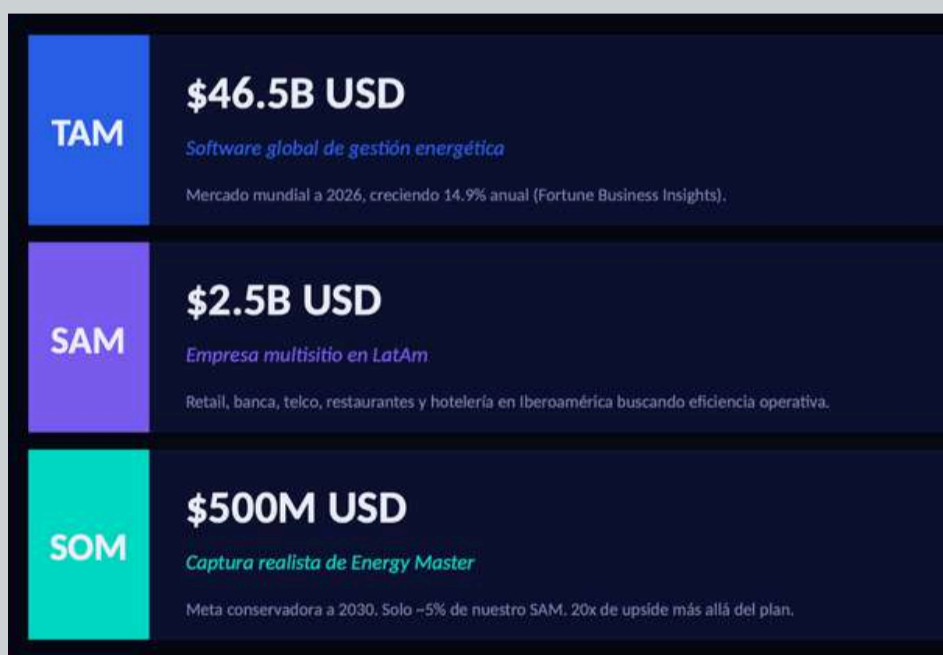 TAM
$46.5B USD
Software global de gestión energética
Mercado mundial a 2026, creciendo 14.9% anual (Fortune Business Insights).
SAM
$2.5B USD
Empresa multisitio en LatAm
Retail, banca, telco, restaurantes y hotelería en Iberoamérica buscando eficiencia operativa.
SOM
$500M USD
Captura realista de Energy Master
Meta conservadora a 2030. Solo ~5% de nuestro SAM. 20x de upside más allá del plan.